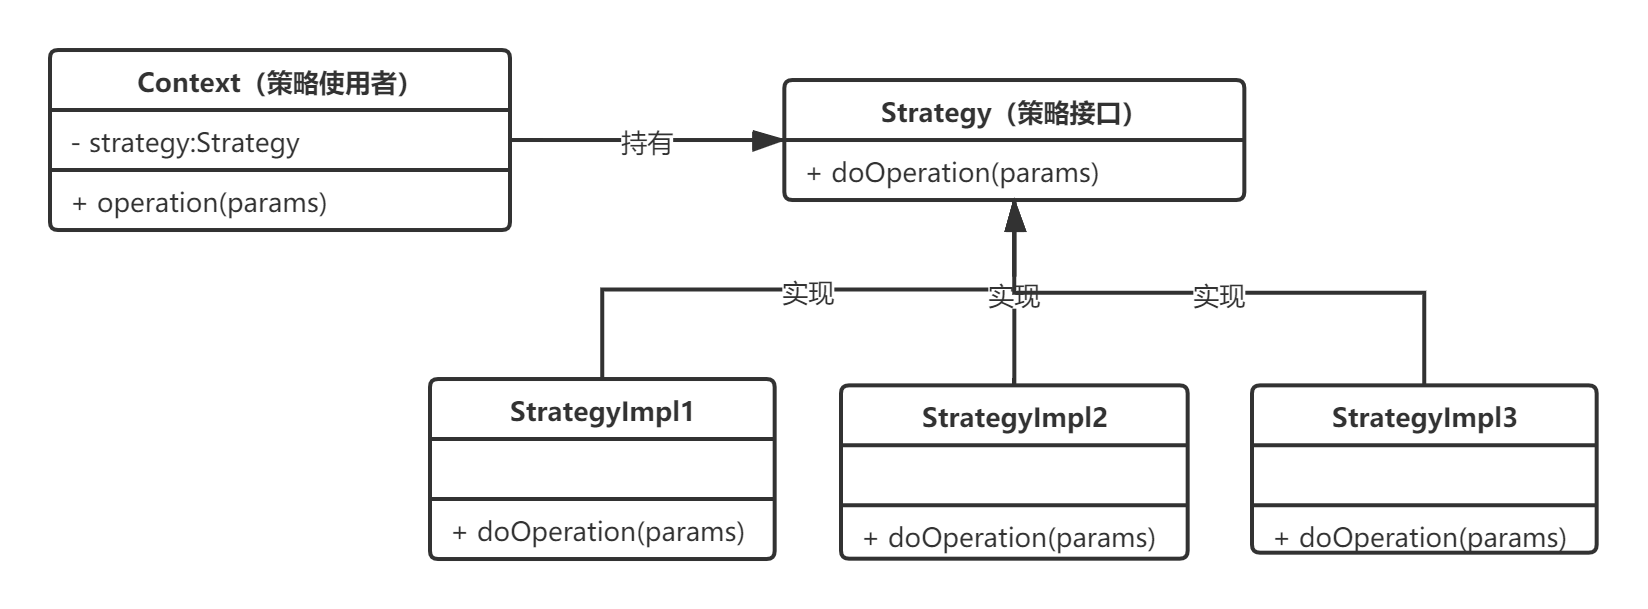 Context（策略使用者）
- strategy:Strategy
+ operation(params)
持有
Strategy（策略接口）
+ doOperation(params)
实现
实现
实现
StrategyImpl1
+ doOperation(params)
StrategyImpl2
+ doOperation(params)
StrategyImpl3
+ doOperation(params)